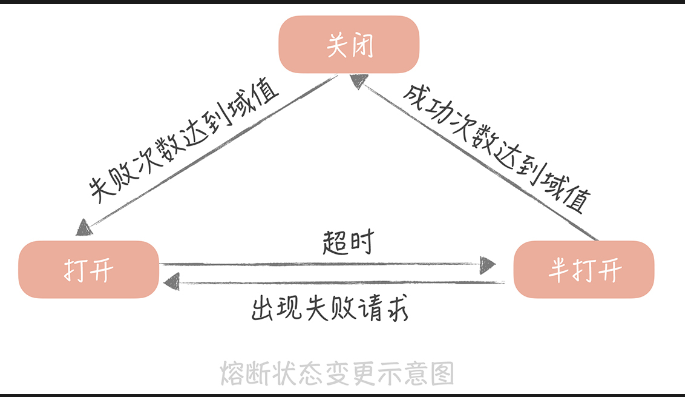 关闭
失败次数达到域值
成功次数达到域值
超时
打开
半打开
出现失败请求
熔断状态变更示意图